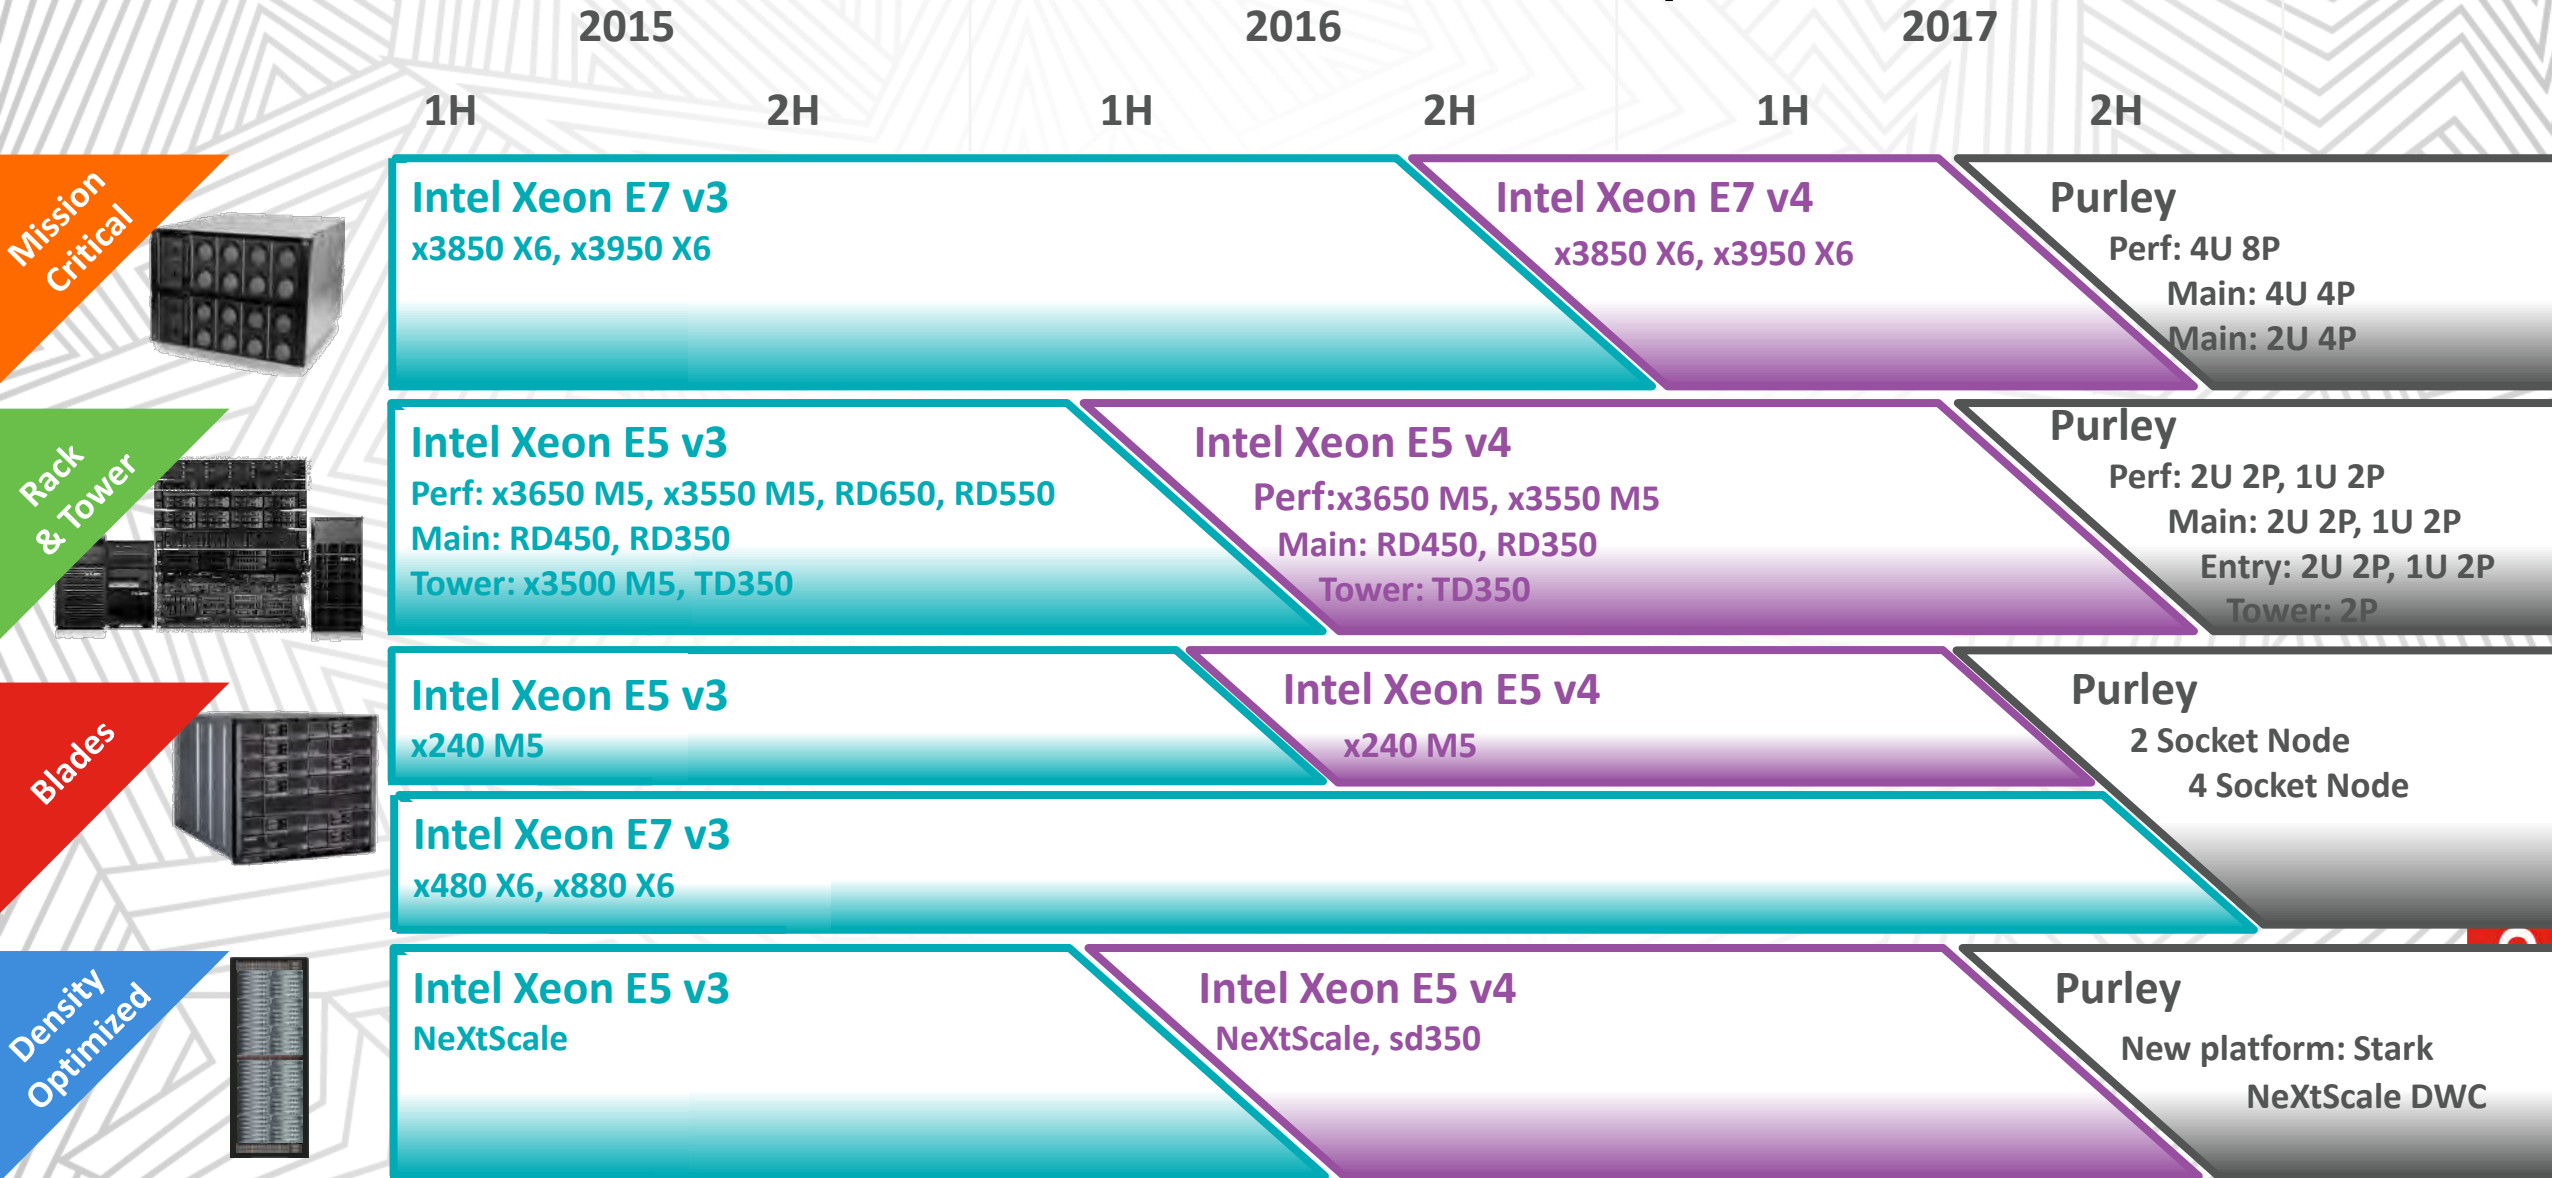 2015 2016 2017
1H 2H 1H 2H 1H 2H
Mission
Critical
Intel Xeon E7 v3
x3850 X6, x3950 X6
Intel Xeon E7 v4
x3850 X6, x3950 X6
Purley
Perf: 4U 8P
Main: 4U 4P
Main: 2U 4P
Rack
& Tower
Intel Xeon E5 v3
Perf: x3650 M5, x3550 M5, RD650, RD550
Main: RD450, RD350
Tower: x3500 M5, TD350
Intel Xeon E5 v4
Perf:x3650 M5, x3550 M5
Main: RD450, RD350
Tower: TD350
Purley
Perf: 2U 2P, 1U 2P
Main: 2U 2P, 1U 2P
Entry: 2U 2P, 1U 2P
Tower: 2P
Blades
Intel Xeon E5 v3
x240 M5
Intel Xeon E5 v4
x240 M5
Purley
2 Socket Node
4 Socket Node
Intel Xeon E7 v3
x480 X6, x880 X6
Density
Optimized
Intel Xeon E5 v3
NeXtScale
Intel Xeon E5 v4
NeXtScale, sd350
Purley
New platform: Stark
NeXtScale DWC